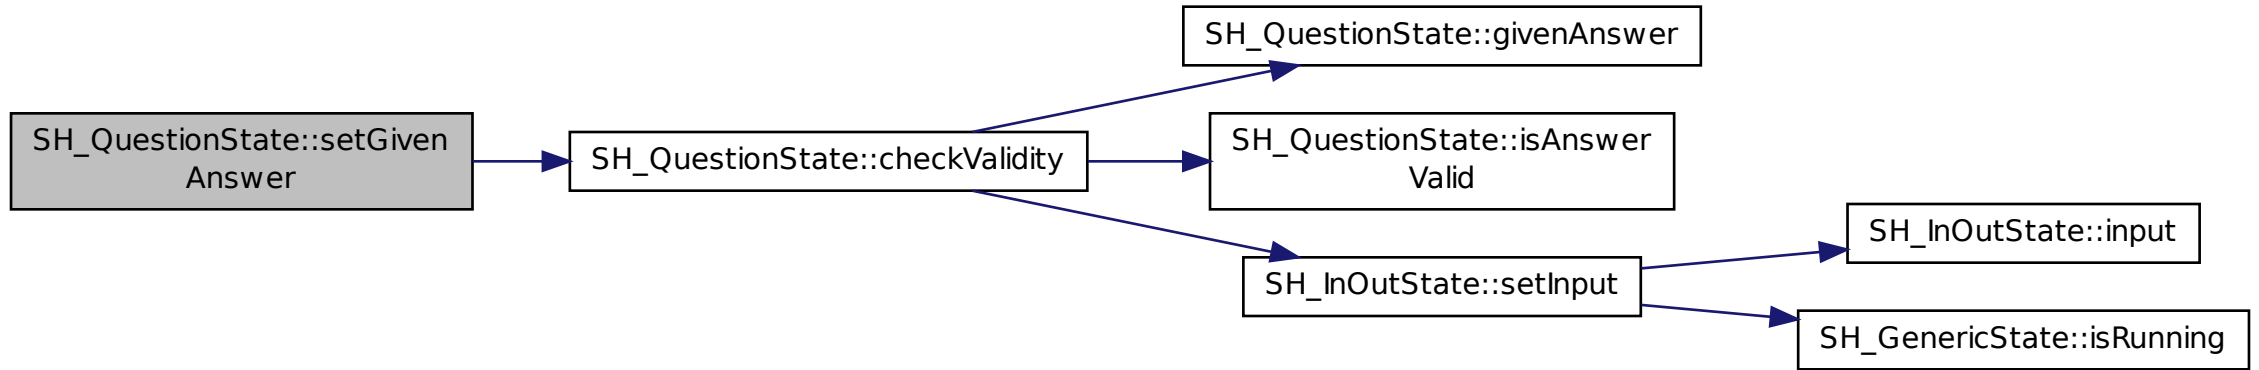 SH_QuestionState::givenAnswer
SH_QuestionState::setGiven
Answer
SH_QuestionState::checkValidity
SH_QuestionState::isAnswer
Valid
SH_InOutState::setInput
SH_InOutState::input
SH_GenericState::isRunning